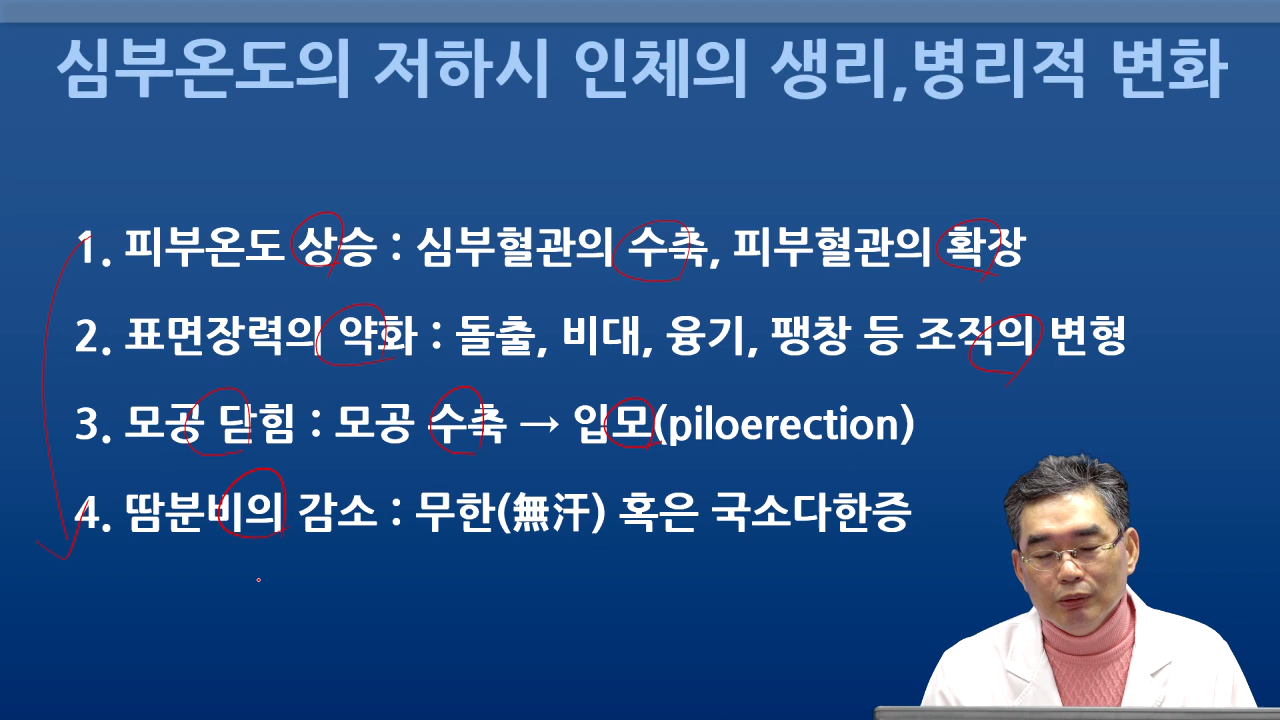 심부온도의 저하시 인체의 생리,병리적 변화
1. 피부온도 상승 : 심부혈관의 수축, 피부혈관의 확장
2. 표면장력의 약화 : 돌출, 비대, 융기, 팽창 등 조직의 변형
3. 모공 닫힘 : 모공 수축 → 입모(piloerection)
4. 땀분비의 감소 : 무한(無汗) 혹은 국소다한증